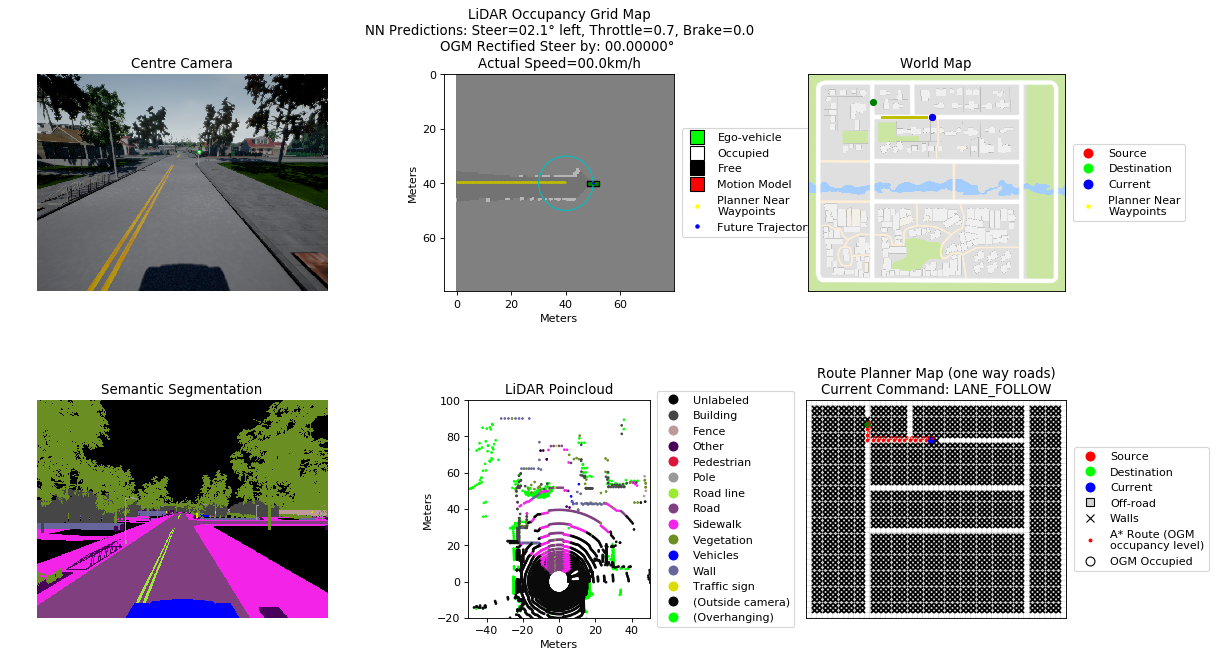 LiDAR Occupancy Grid Map
NN Predictions: Steer=02.1° left, Throttle=0.7, Brake=0.0
OGM Rectified Steer by: 00.00000°
Actual Speed=00.0km/h
Centre Camera
World Map
0
20
40
60
Meters
0
20
40
60
Meters
Ego-vehicle
Occupied
Free
Motion Model
Planner Near
Waypoints
Future Trajector
Source
Destination
Current
Planner Near
Waypoints
Semantic Segmentation
LiDAR Poincloud
Route Planner Map (one way roads)
Current Command: LANE_FOLLOW
100
80
60
40
20
0
−20
Meters
−40
−20
0
20
40
Meters
Unlabeled
Building
Fence
Other
Pedestrian
Pole
Road line
Road
Sidewalk
Vegetation
Vehicles
Wall
Traffic sign
(Outside camera)
(Overhanging)
Source
Destination
Current
Off-road
Walls
A* Route (OGM
occupancy level)
OGM Occupied